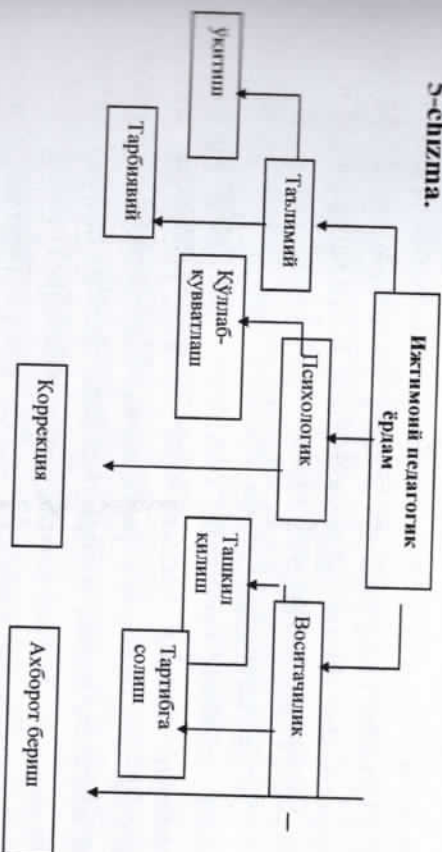 5-chizma.
Ижтимоий педагогик
ёрдам
Таълимий
Психологик
Воситачилик
ўқитиш
Тарбиявий
Қўллаб-
қувватлаш
Коррекция
Ташкил
қилиш
Тартибга
солиш
Ахборот бериш